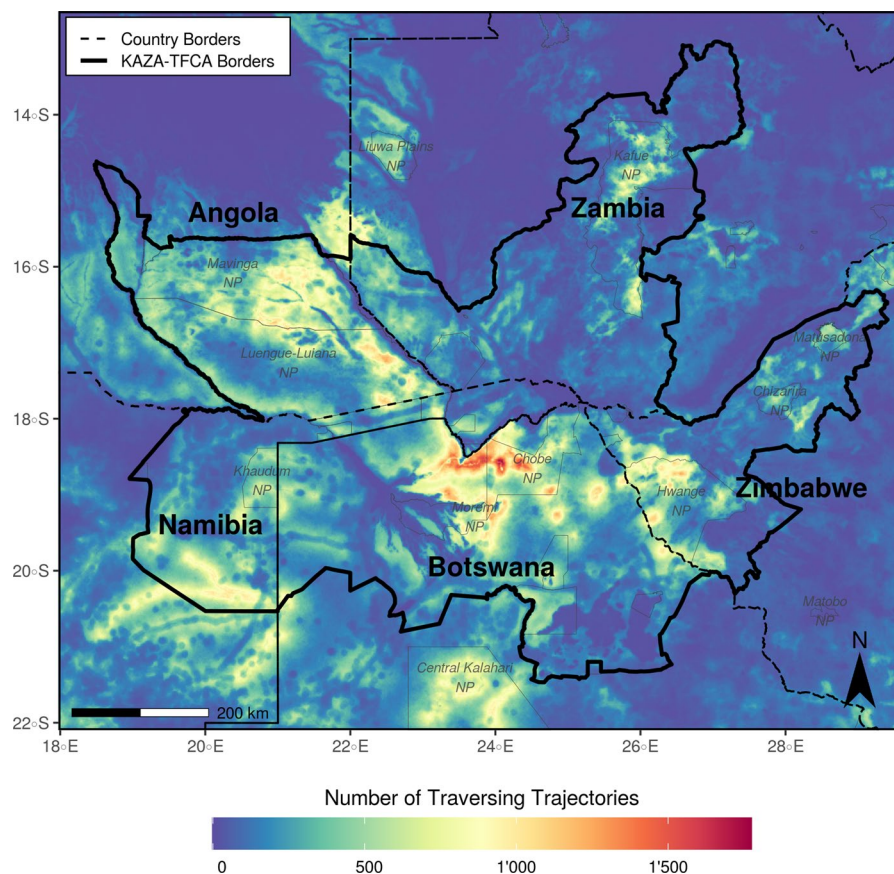 Country Borders
KAZA-TFCA Borders
14°S
16°S
18°S
20°S
22°S
Liuwa Plains
NP
Kafue
NP
Angola
Zambia
Mavinga
NP
Luengue-Luiana
NP
Matusadona
NP
Chizarira
NP
Khaudum
NP
Chobe
NP
Hwange
NP
Zimbabwe
Moremi
NP
Namibia
Botswana
Matobo
NP
Central Kalahari
NP
N
200 km
18°E
20°E
22°E
24°E
26°E
28°E
Number of Traversing Trajectories
0
500
1'000
1'500